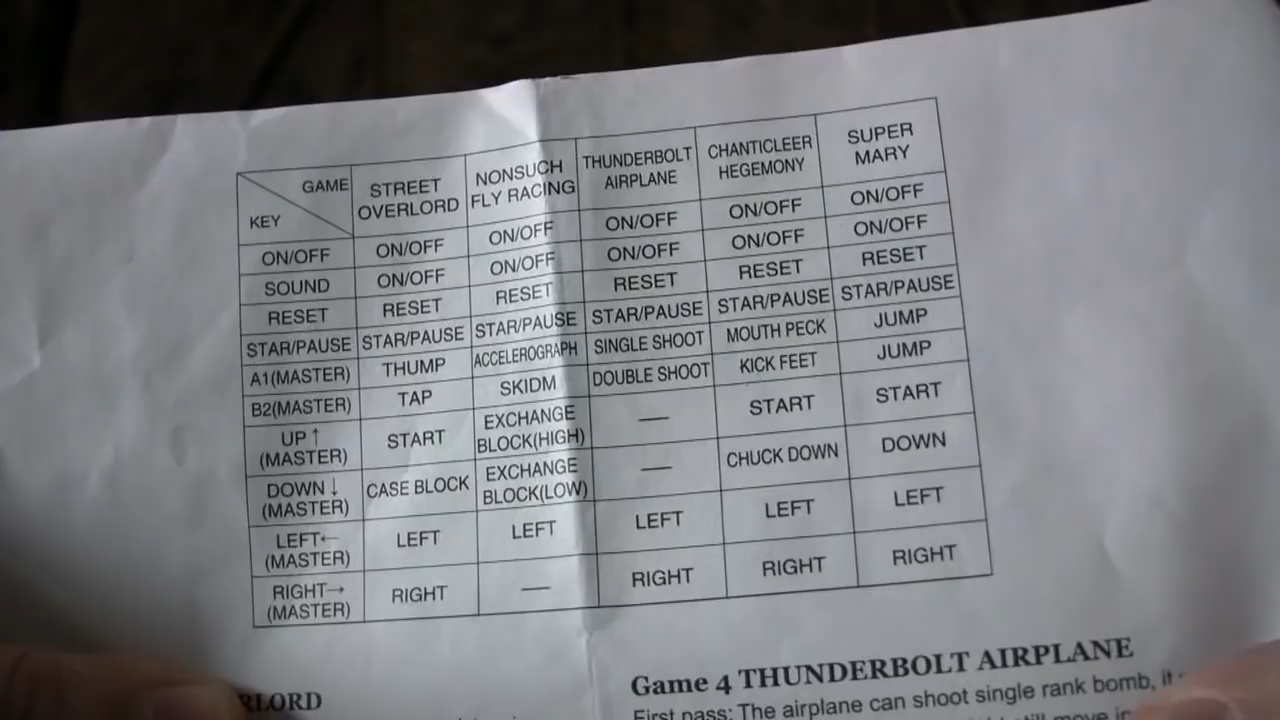 GAME
KEY
STREET OVERLORD
NONSUCH FLY RACING
THUNDERBOLT AIRPLANE
CHANTICLEER HEGEMONY
SUPER MARY
ON/OFF ON/OFF ON/OFF ON/OFF ON/OFF ON/OFF
SOUND ON/OFF ON/OFF ON/OFF ON/OFF ON/OFF
RESET RESET RESET RESET RESET RESET
STAR/PAUSE STAR/PAUSE STAR/PAUSE STAR/PAUSE STAR/PAUSE STAR/PAUSE
A1(MASTER) THUMP ACCELEROGRAPH SINGLE SHOOT MOUTH PECK JUMP
B2(MASTER) TAP SKIDM DOUBLE SHOOT KICK FEET JUMP
UP↑ (MASTER) START EXCHANGE BLOCK(HIGH) — START START
DOWN↓ (MASTER) CASE BLOCK EXCHANGE BLOCK(LOW) — CHUCK DOWN DOWN
LEFT← (MASTER) LEFT LEFT LEFT LEFT LEFT
RIGHT→ (MASTER) RIGHT — RIGHT RIGHT RIGHT
RLORD
Game 4 THUNDERBOLT AIRPLANE
First pass: The airplane can shoot single rank bomb, it